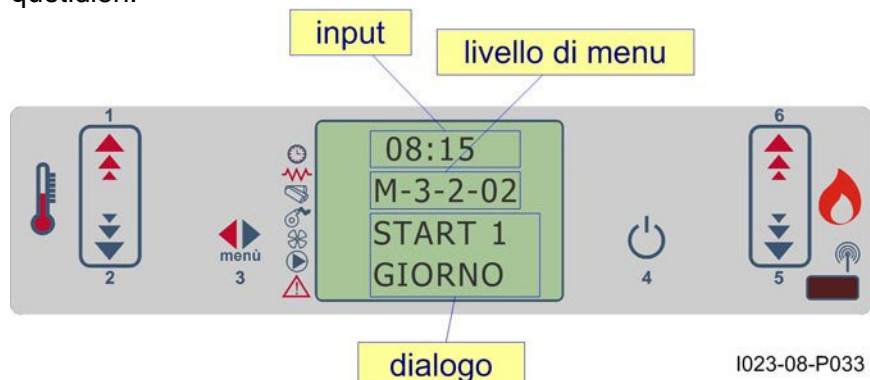 input
livello di menu
1
6
08:15
M-3-2-02
START 1
GIORNO
menù
2
3
4
5
dialogo
I023-08-P033